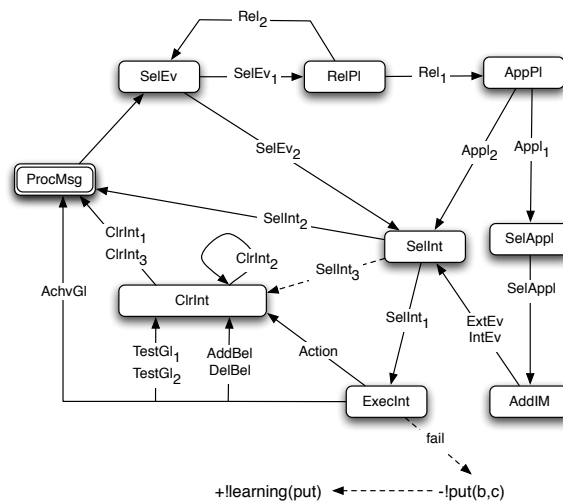 Rel2
SelEv
SelEv1
RelPl
Rel1
AppPl
SelEv2
Appl2
Appl1
ProcMsg
SelInt2
ClrInt1
ClrInt3
ClrInt2
SelInt
SelAppl
SelInt3
AchvGl
ClrInt
SelAppl
SelInt1
ExtEv
IntEv
TestGl1
TestGl2
AddBel
DelBel
Action
ExecInt
AddIM
fail
+!learning(put)
-!put(b,c)